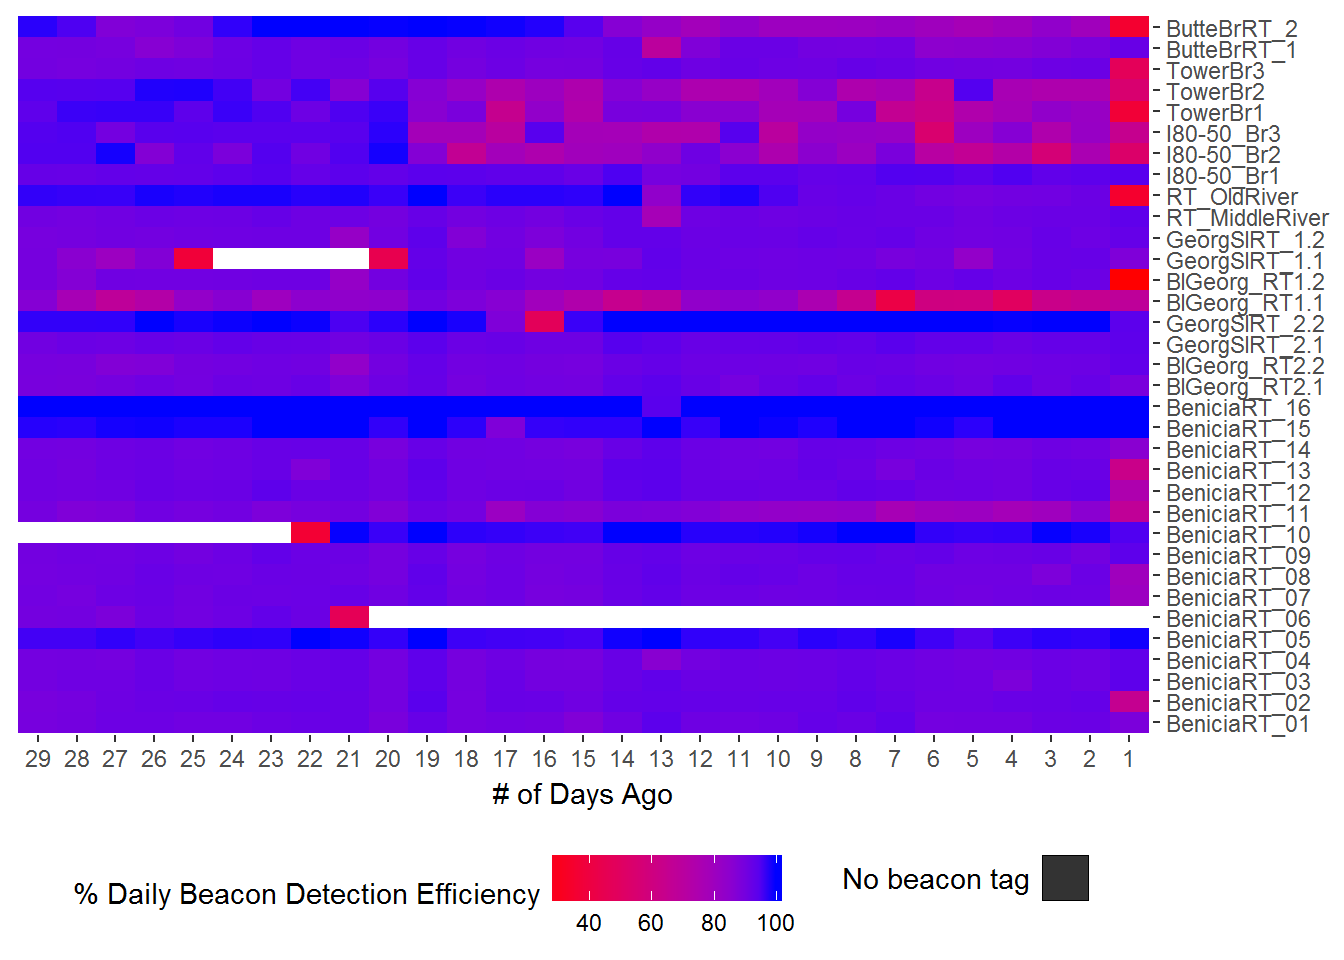 ButteBrRT_2
ButteBrRT_1
TowerBr3
TowerBr2
TowerBr1
I80-50_Br3
I80-50_Br2
I80-50_Br1
RT_OldRiver
RT_MiddleRiver
GeorgSlRT_1.2
GeorgSlRT_1.1
BlGeorg_RT1.2
BlGeorg_RT1.1
GeorgSlRT_2.2
GeorgSlRT_2.1
BlGeorg_RT2.2
BlGeorg_RT2.1
BeniciaRT_16
BeniciaRT_15
BeniciaRT_14
BeniciaRT_13
BeniciaRT_12
BeniciaRT_11
BeniciaRT_10
BeniciaRT_09
BeniciaRT_08
BeniciaRT_07
BeniciaRT_06
BeniciaRT_05
BeniciaRT_04
BeniciaRT_03
BeniciaRT_02
BeniciaRT_01
29 28 27 26 25 24 23 22 21 20 19 18 17 16 15 14 13 12 11 10 9 8 7 6 5 4 3 2 1
# of Days Ago
% Daily Beacon Detection Efficiency
40 60 80 100
No beacon tag